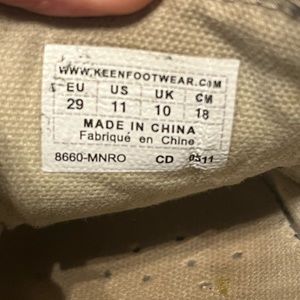 WWW.KEENFOOTWEAR.COM
EU US UK CM
29 11 10 18
MADE IN CHINA
Fabriqué en Chine
8660-MNRO CD 0511